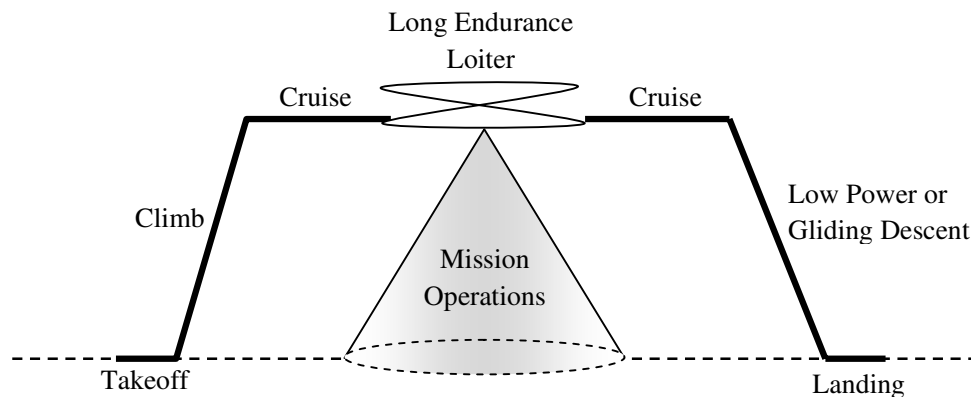 Long Endurance
Loiter
Cruise
Cruise
Climb
Low Power or
Gliding Descent
Mission
Operations
Takeoff
Landing